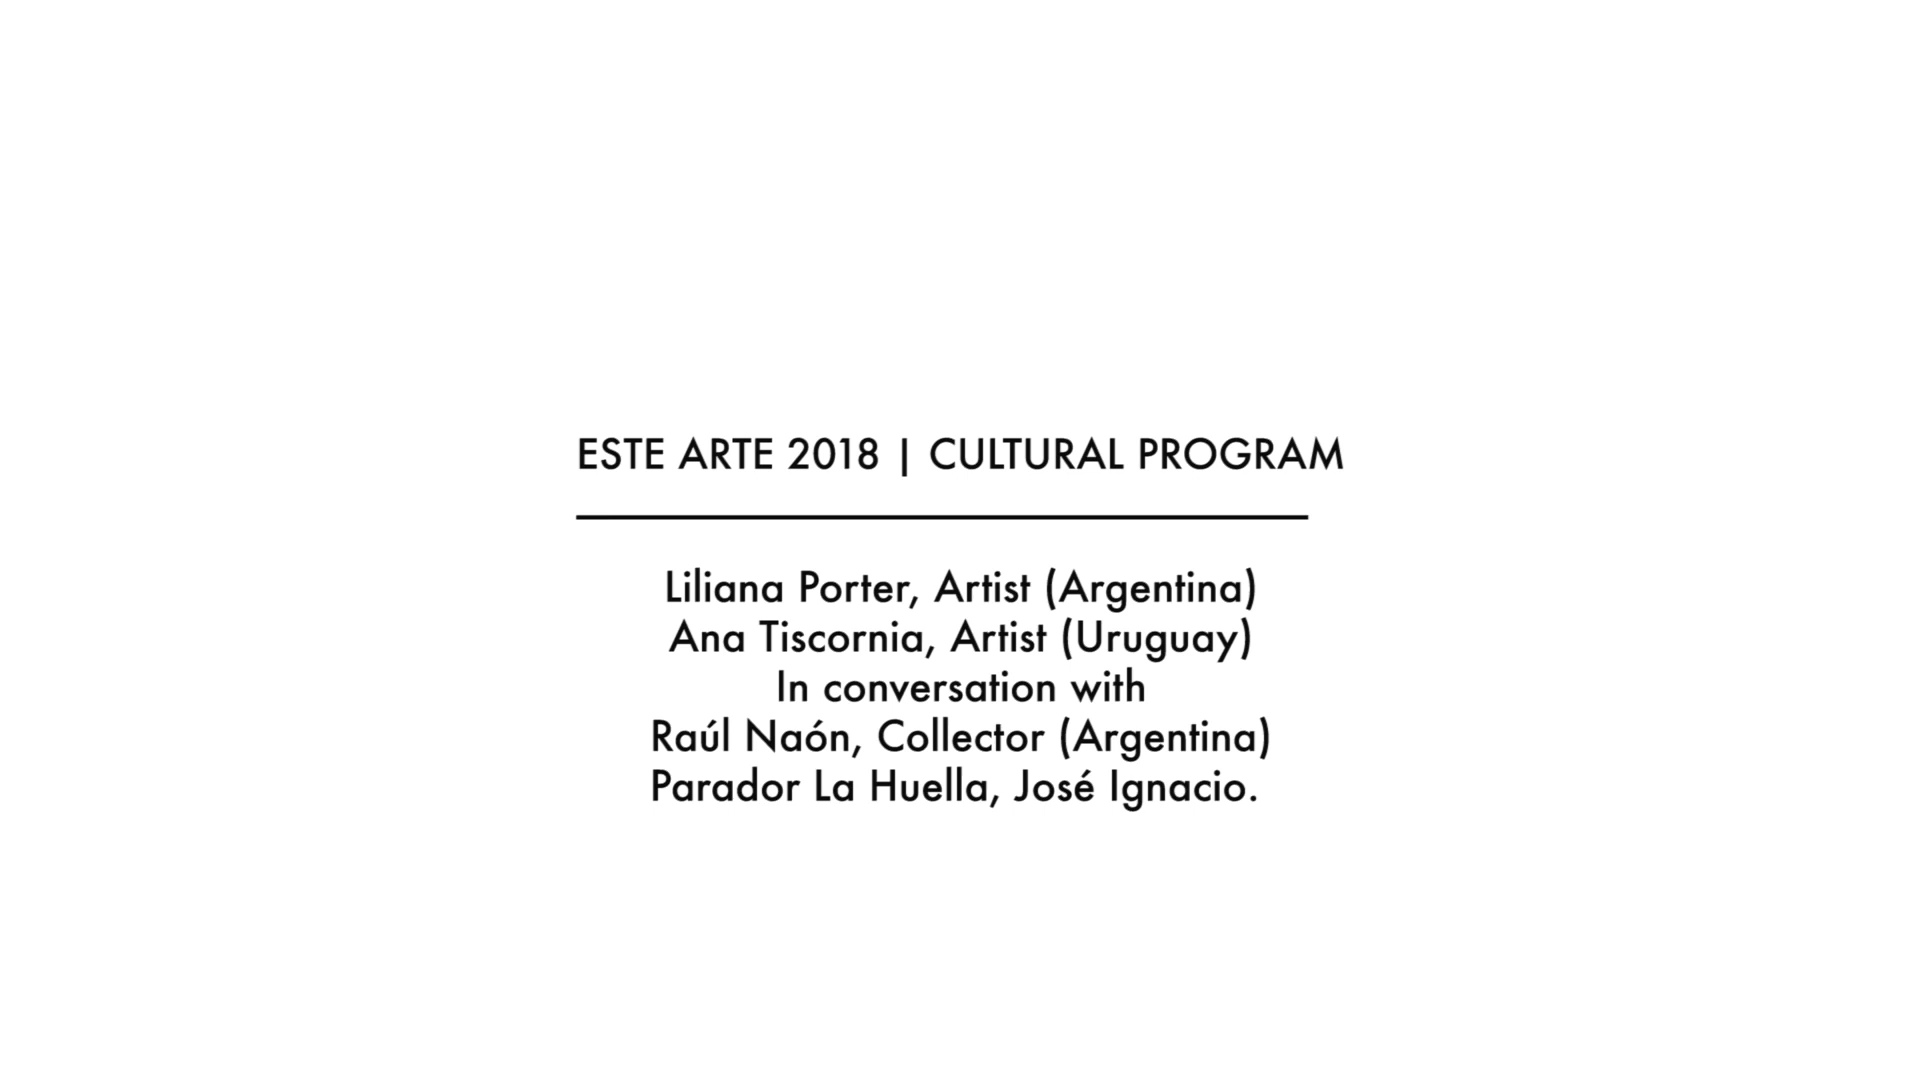 ESTE ARTE 2018 | CULTURAL PROGRAM
Liliana Porter, Artist (Argentina)
Ana Tiscornia, Artist (Uruguay)
In conversation with
Raúl Naón, Collector (Argentina)
Parador La Huella, José Ignacio.